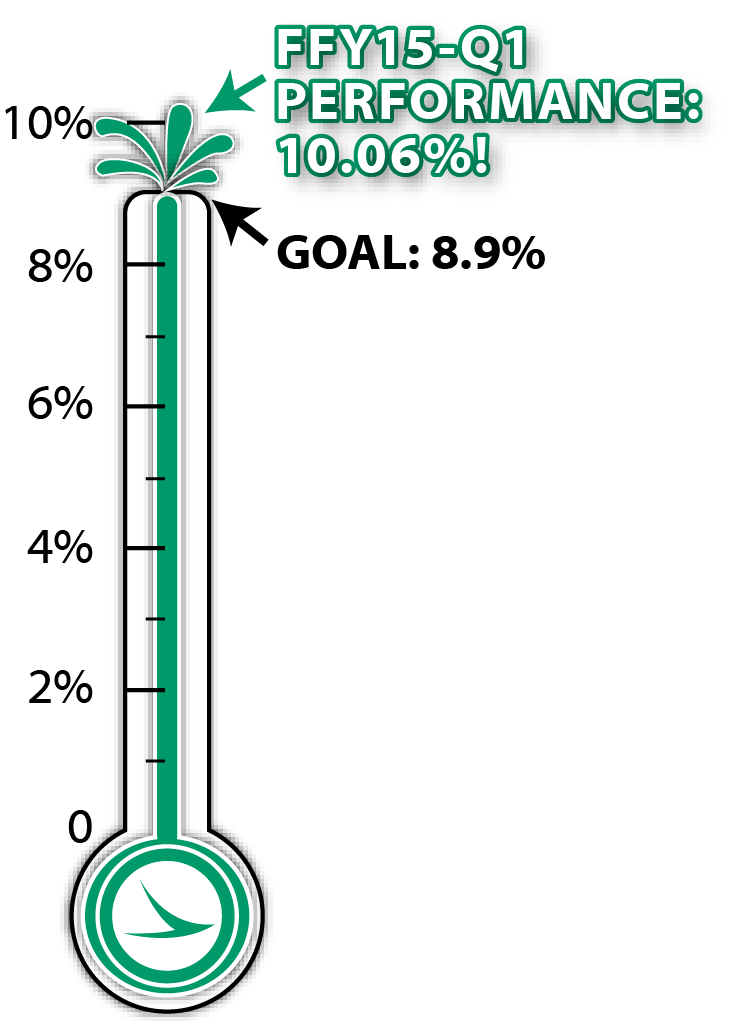 FFY15-Q1
PERFORMANCE:
10.06%!
10%
GOAL: 8.9%
8%
6%
4%
2%
0